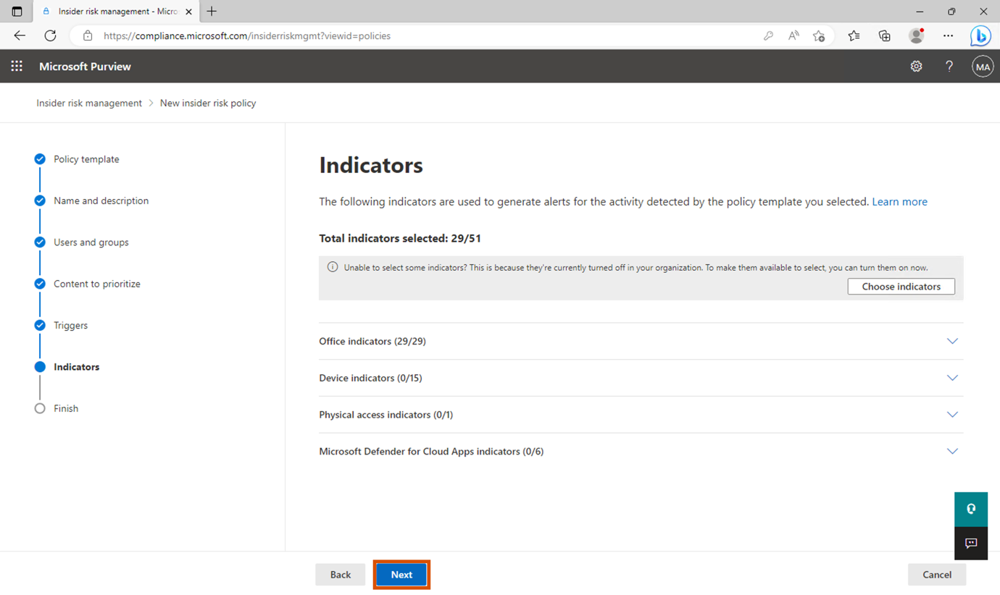 Insider risk management - Micro
https://compliance.microsoft.com/insiderriskmgmt?viewid=policies
Microsoft Purview
MA
Insider risk management > New insider risk policy
Policy template
Name and description
Users and groups
Content to prioritize
Triggers
Indicators
Finish
Indicators
The following indicators are used to generate alerts for the activity detected by the policy template you selected. Learn more
Total indicators selected: 29/51
Unable to select some indicators? This is because they're currently turned off in your organization. To make them available to select, you can turn them on now.
Choose indicators
Office indicators (29/29)
Device indicators (0/15)
Physical access indicators (0/1)
Microsoft Defender for Cloud Apps indicators (0/6)
Back
Next
Cancel